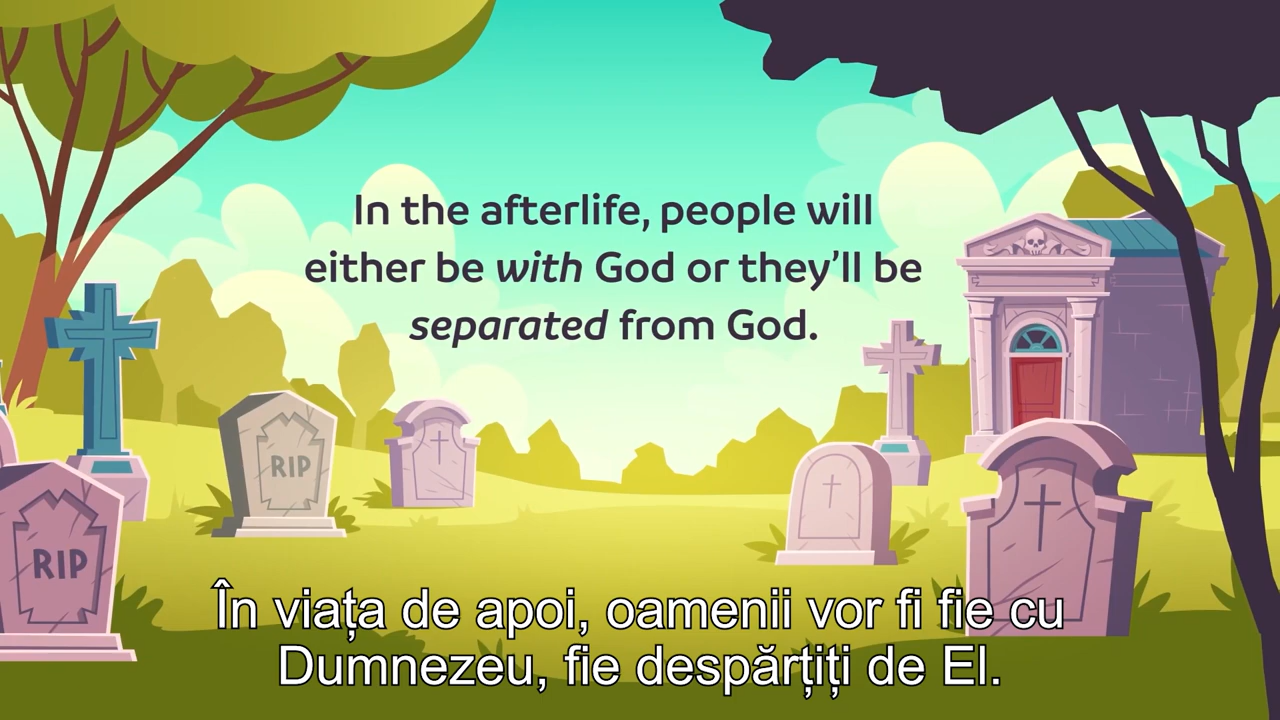 In the afterlife, people will
either be with God or they’ll be
separated from God.
RIP
RIP
În viața de apoi, oamenii vor fi fie cu
Dumnezeu, fie despărțiți de El.